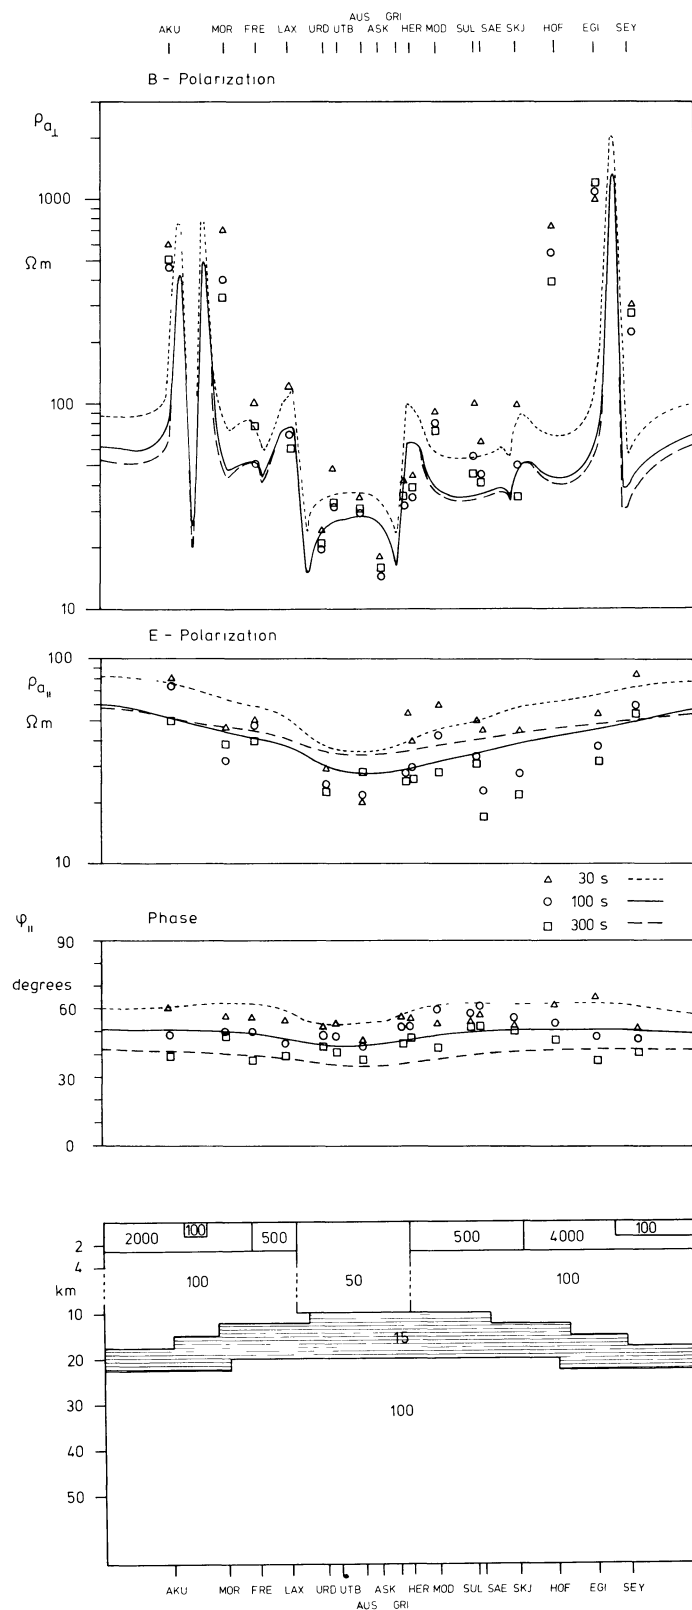 AUS GRI
AKU MOR FRE LAX URD UTB ASK HER MOD SUL SAE SKJ HOF EGI SEY
B - Polarization
ρa⊥
1000
Ωm
100
10
E - Polarization
100
ρa∥
Ωm
10
△ 30 s
○ 100 s
□ 300 s
φ∥ Phase
90
degrees
60
30
0
2000 100 500 500 4000 100
2
4
km 100 50 100
10
15
20
30 100
40
50
AKU MOR FRE LAX URD UTB ASK HER MOD SUL SAE SKJ HOF EGI SEY
AUS GRI